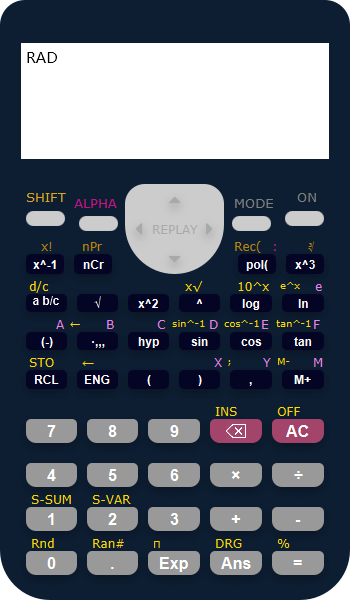 RAD
SHIFT ALPHA MODE ON
REPLAY
x! nPr Rec( : ∛
x^-1 nCr pol( x^3
d/c x√ 10^x e^x e
a b/c √ x^2 ^ log ln
A ← B C sin^-1 D cos^-1 E tan^-1 F
(-) ·,,, hyp sin cos tan
STO ← X ; Y M- M
RCL ENG ( ) , M+
INS OFF
7 8 9 AC
4 5 6 × ÷
S-SUM S-VAR
1 2 3 + -
Rnd Ran# п DRG %
0 . Exp Ans =